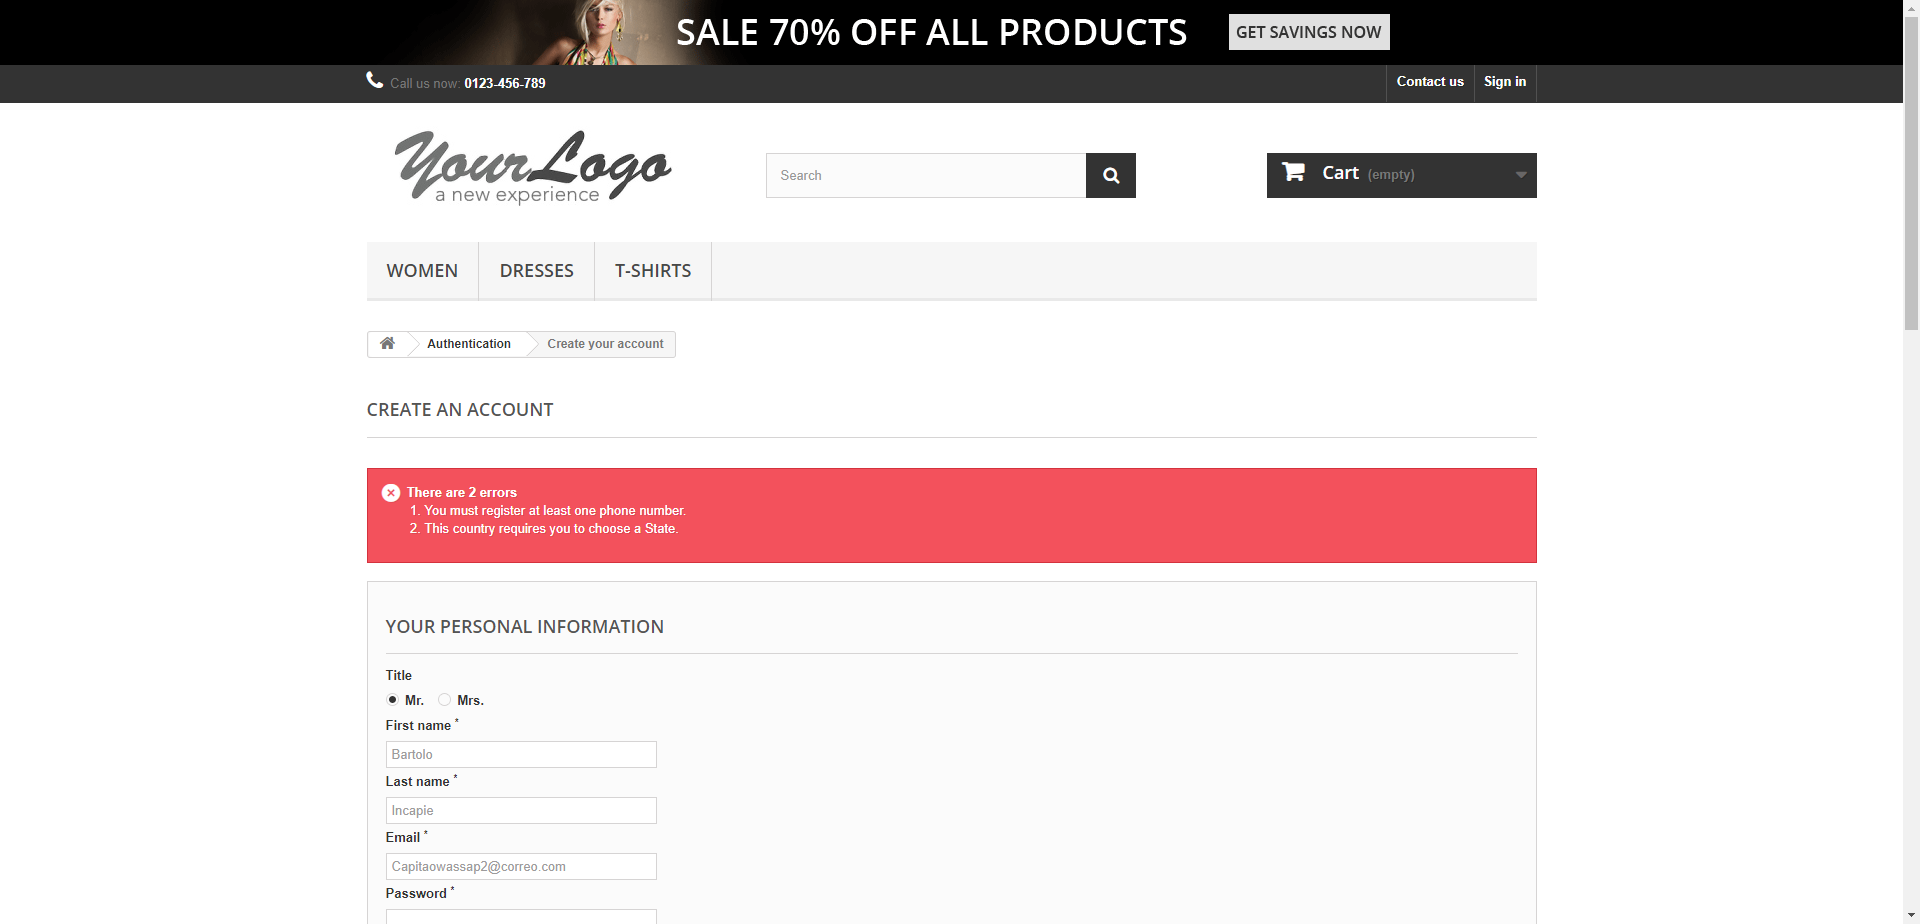 SALE 70% OFF ALL PRODUCTS GET SAVINGS NOW
Call us now: 0123-456-789 Contact us Sign in
YourLogo
a new experience
Search
Cart (empty)
WOMEN DRESSES T-SHIRTS
Authentication Create your account
CREATE AN ACCOUNT
There are 2 errors
1. You must register at least one phone number.
2. This country requires you to choose a State.
YOUR PERSONAL INFORMATION
Title
Mr. Mrs.
First name *
Bartolo
Last name *
Incapie
Email *
Capitaowassap2@correo.com
Password *